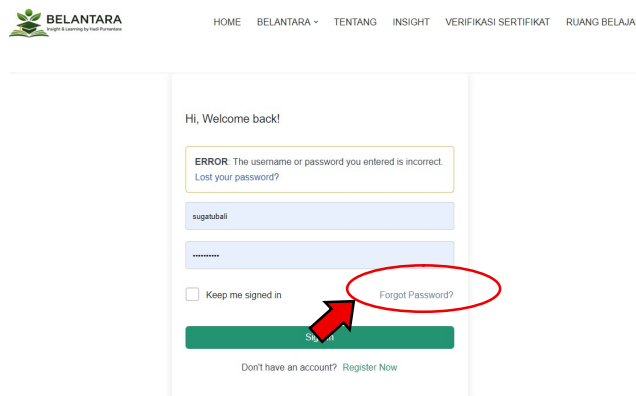 BELANTARA
Insight & Learning by Hadi Purnantara
HOME BELANTARA TENTANG INSIGHT VERIFIKASI SERTIFIKAT RUANG BELAJA
Hi, Welcome back!
ERROR: The username or password you entered is incorrect.
Lost your password?
sugatubali
Keep me signed in Forgot Password?
Don't have an account? Register Now